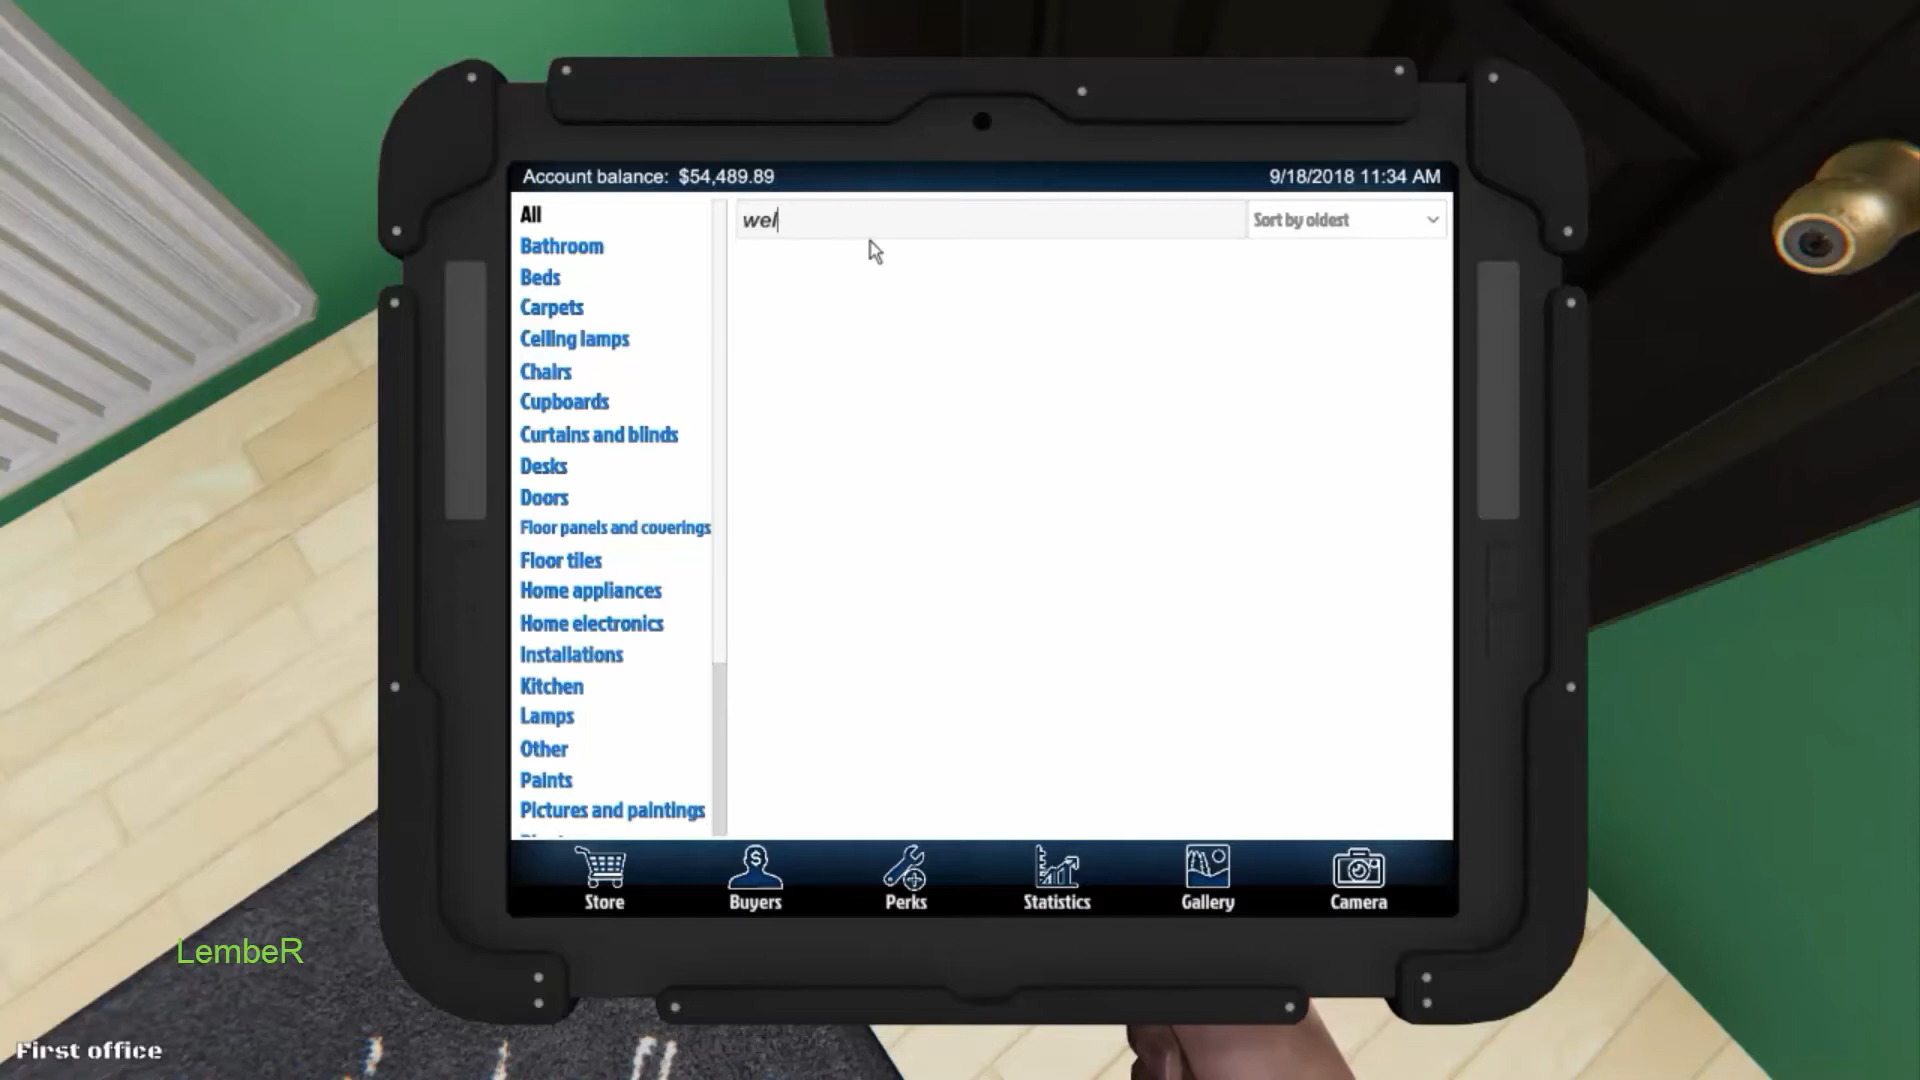 Account balance: $54,489.89
9/18/2018 11:34 AM
All
Bathroom
Beds
Carpets
Ceiling lamps
Chairs
Cupboards
Curtains and blinds
Desks
Doors
Floor panels and coverings
Floor tiles
Home appliances
Home electronics
Installations
Kitchen
Lamps
Other
Paints
Pictures and paintings
wel
Sort by oldest
Store
Buyers
Perks
Statistics
Gallery
Camera
LembeR
First office